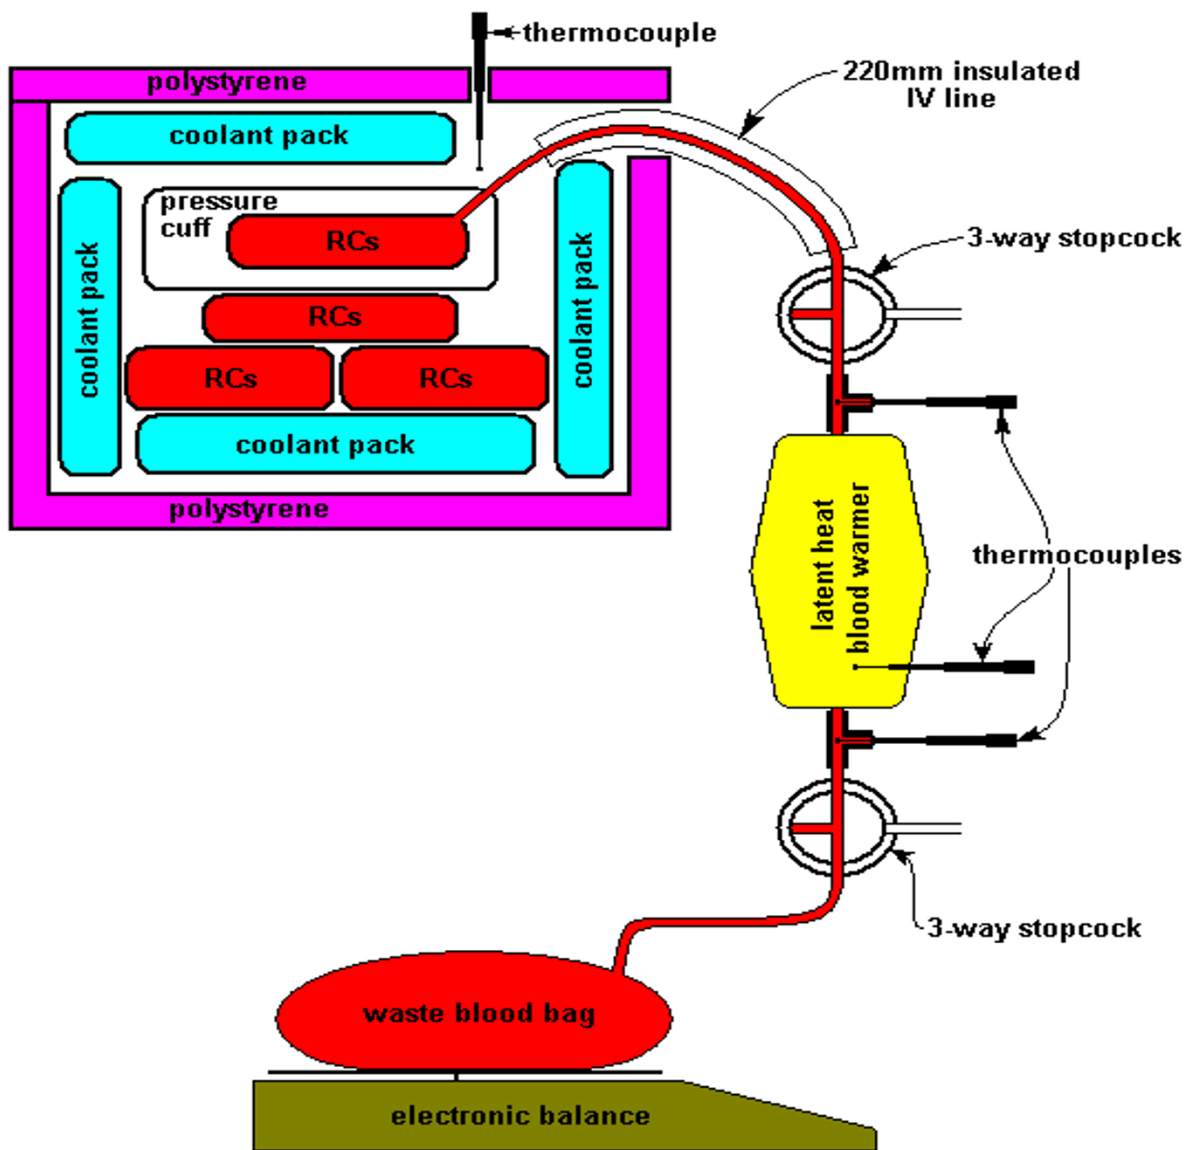 thermocouple
polystyrene
220mm insulated
IV line
coolant pack
pressure
cuff
RCs
3-way stopcock
coolant pack
coolant pack
RCs
RCs
RCs
coolant pack
polystyrene
latent heat
blood warmer
thermocouples
3-way stopcock
waste blood bag
electronic balance